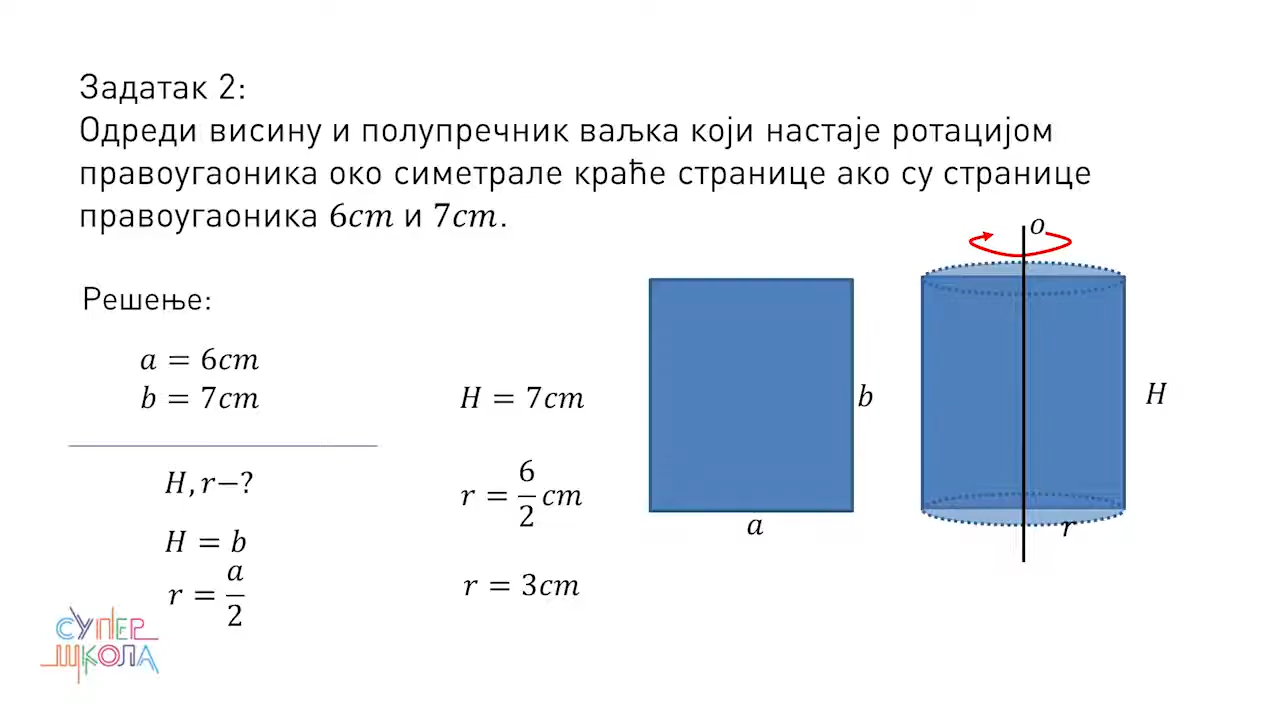 Задатак 2:
Одреди висину и полупречник ваљка који настаје ротацијом
правоугаоника око симетрале краће странице ако су странице
правоугаоника 6cm и 7cm.
Решење:
a = 6cm
b = 7cm
H, r−?
H = b
r = a/2
H = 7cm
r = 6/2 cm
r = 3cm
a
b
o
H
r
СУПЕР
ШКОЛА